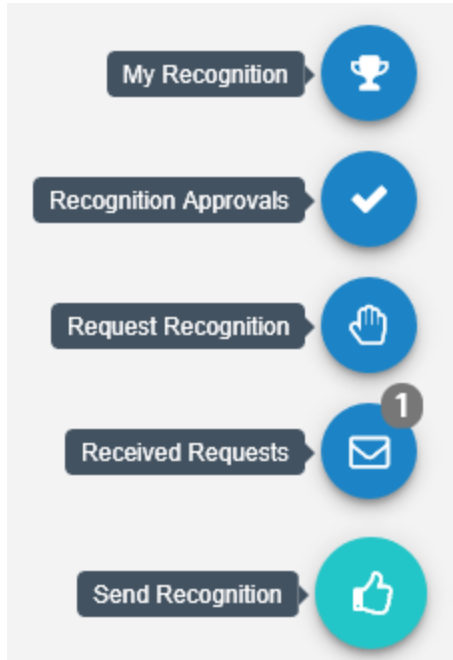 My Recognition
Recognition Approvals
Request Recognition
1
Received Requests
Send Recognition